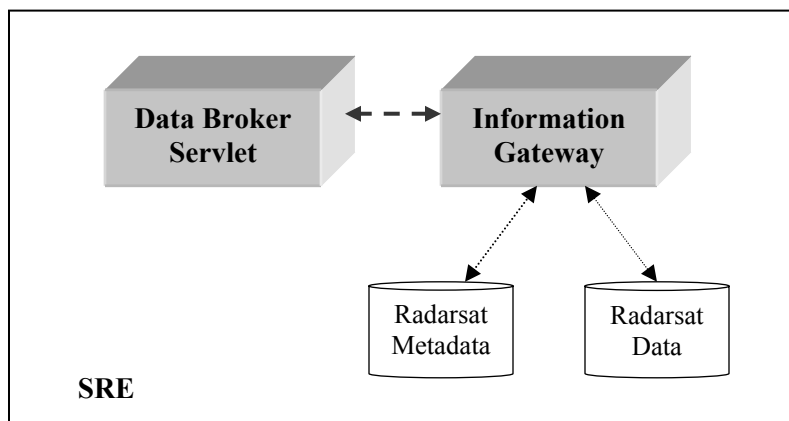 Data Broker
Servlet
Information
Gateway
Radarsat
Metadata
Radarsat
Data
SRE